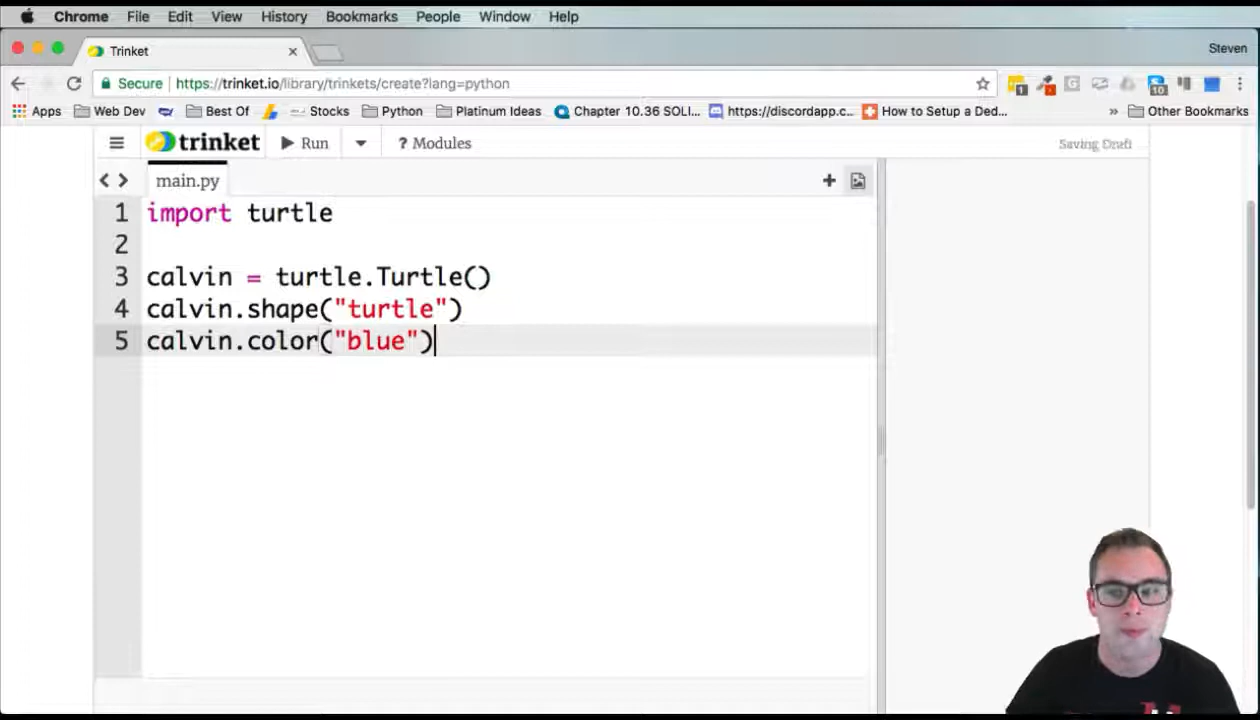 Chrome File Edit View History Bookmarks People Window Help
Trinket
Steven
Secure https://trinket.io/library/trinkets/create?lang=python
Apps Web Dev Best Of Stocks Python Platinum Ideas Chapter 10.36 SOLI... https://discordapp.c... How to Setup a Ded... » Other Bookmarks
trinket Run ? Modules Saving Draft
main.py
1 import turtle
2
3 calvin = turtle.Turtle()
4 calvin.shape("turtle")
5 calvin.color("blue")